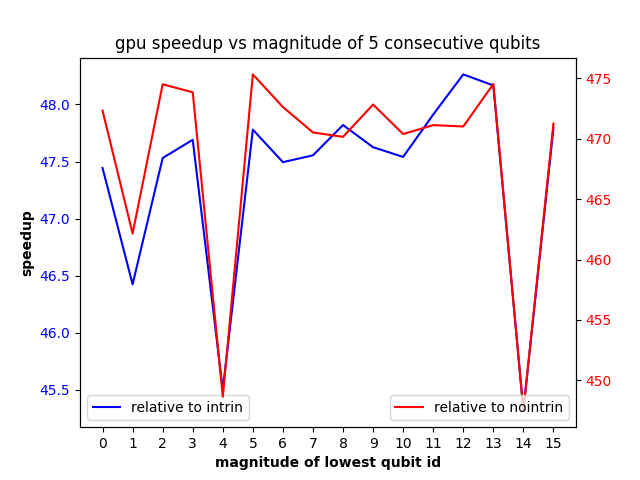 gpu speedup vs magnitude of 5 consecutive qubits
48.0
47.5
47.0
46.5
46.0
45.5
speedup
475
470
465
460
455
450
relative to intrin
relative to nointrin
0 1 2 3 4 5 6 7 8 9 10 11 12 13 14 15
magnitude of lowest qubit id